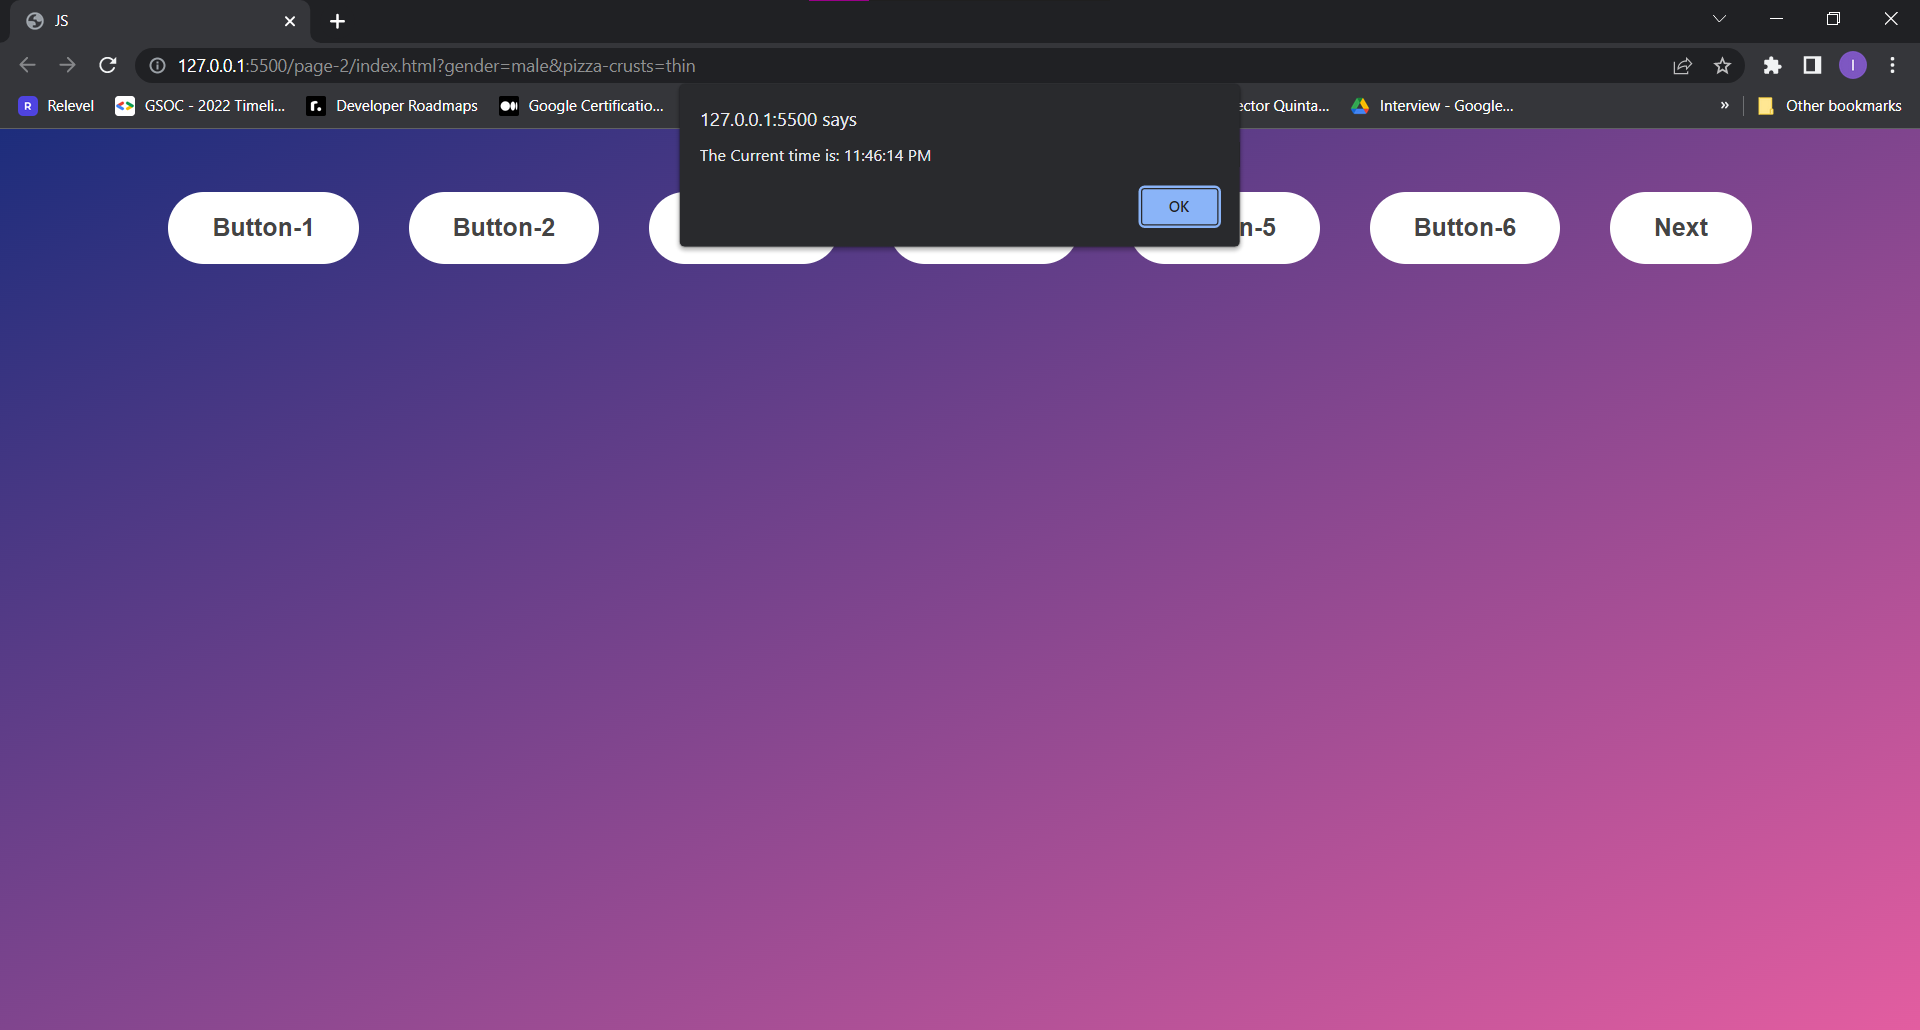 JS
127.0.0.1:5500/page-2/index.html?gender=male&pizza-crusts=thin
I
R Relevel GSOC - 2022 Timeli... Developer Roadmaps Google Certificatio... ector Quinta... Interview - Google... » Other bookmarks
127.0.0.1:5500 says
The Current time is: 11:46:14 PM
OK
Button-1 Button-2 n-5 Button-6 Next